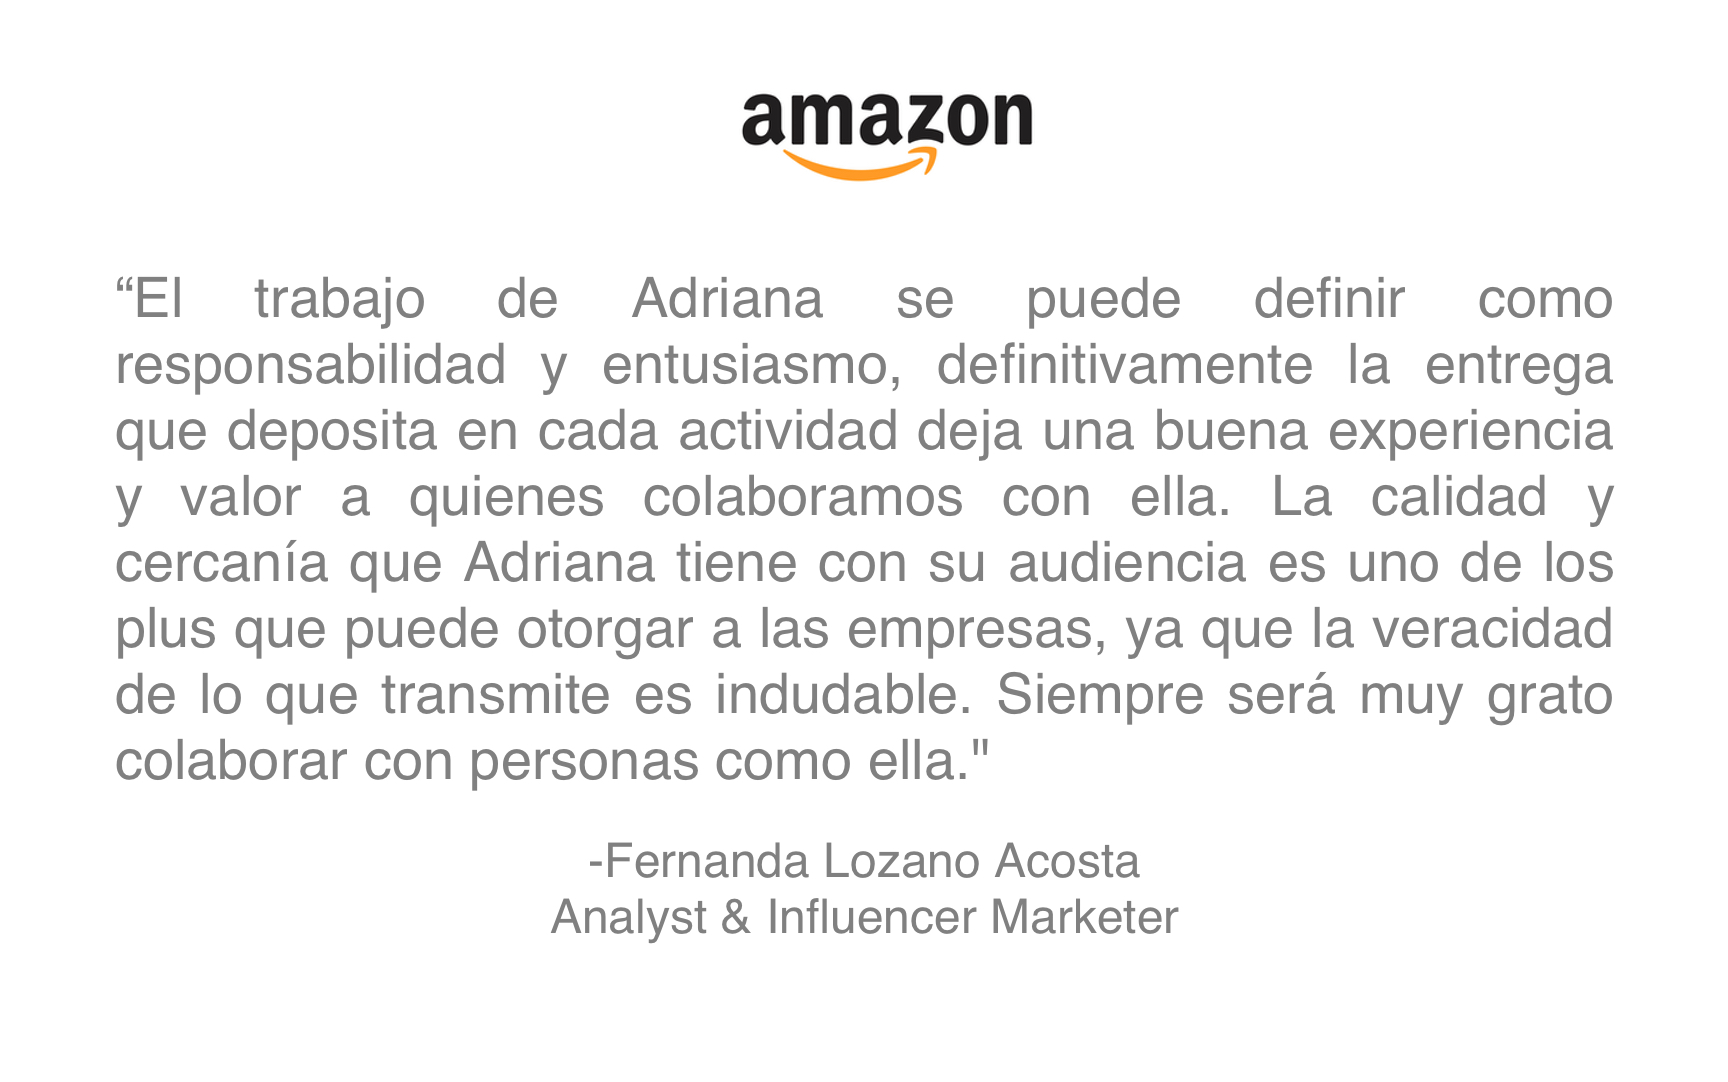 amazon
“El trabajo de Adriana se puede definir como
responsabilidad y entusiasmo, definitivamente la entrega
que deposita en cada actividad deja una buena experiencia
y valor a quienes colaboramos con ella. La calidad y
cercanía que Adriana tiene con su audiencia es uno de los
plus que puede otorgar a las empresas, ya que la veracidad
de lo que transmite es indudable. Siempre será muy grato
colaborar con personas como ella."
-Fernanda Lozano Acosta
Analyst & Influencer Marketer